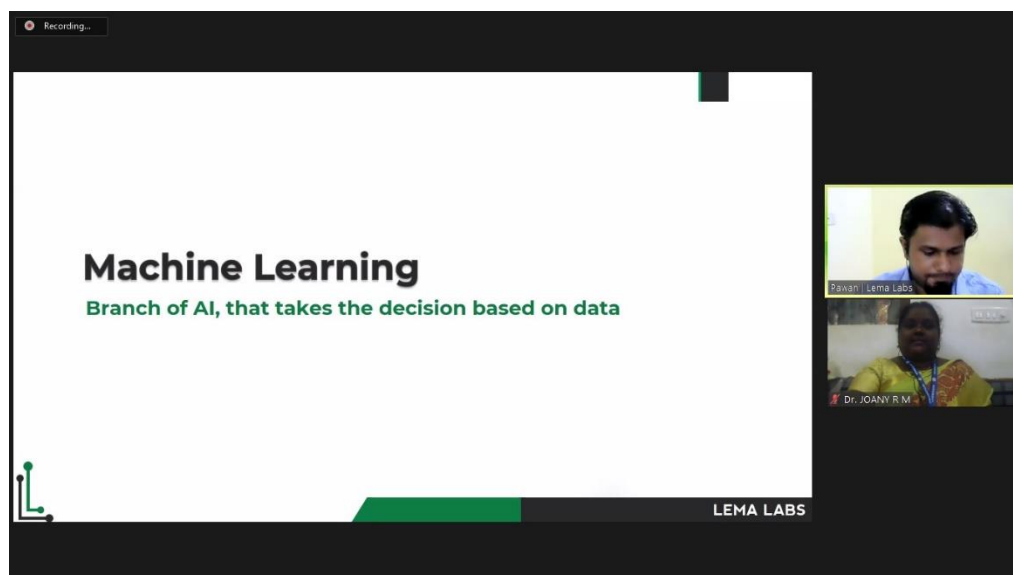 Recording...
Machine Learning
Branch of AI, that takes the decision based on data
LEMA LABS
Pawan | Lema Labs
Dr. JOANY R M